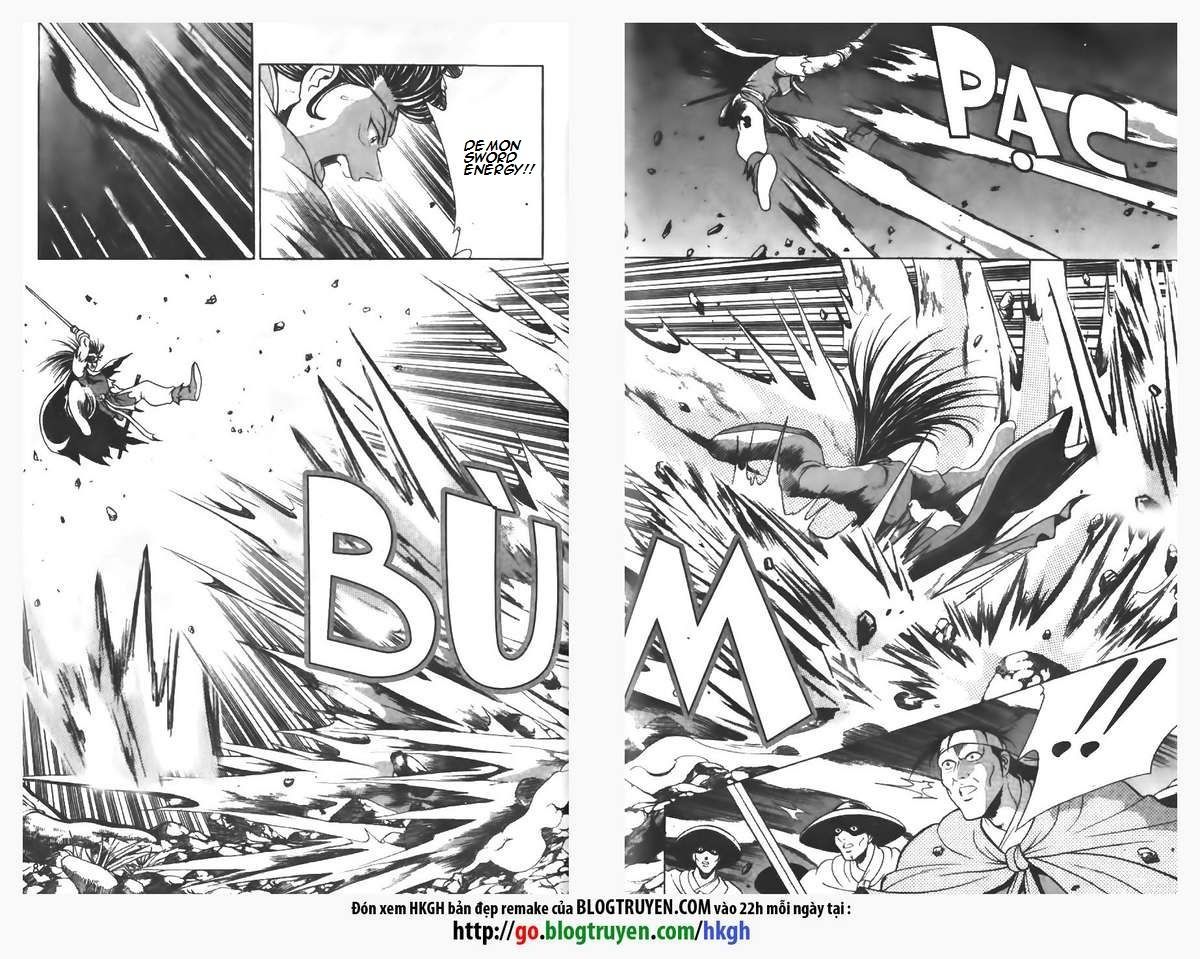 DEMON
SWORD
ENERGY!!
BÙM
PẠC
!!
Đón xem HKGH bản đẹp remake của BLOGTRUYEN.COM vào 22h mỗi ngày tại :
http://go.blogtruyen.com/hkgh